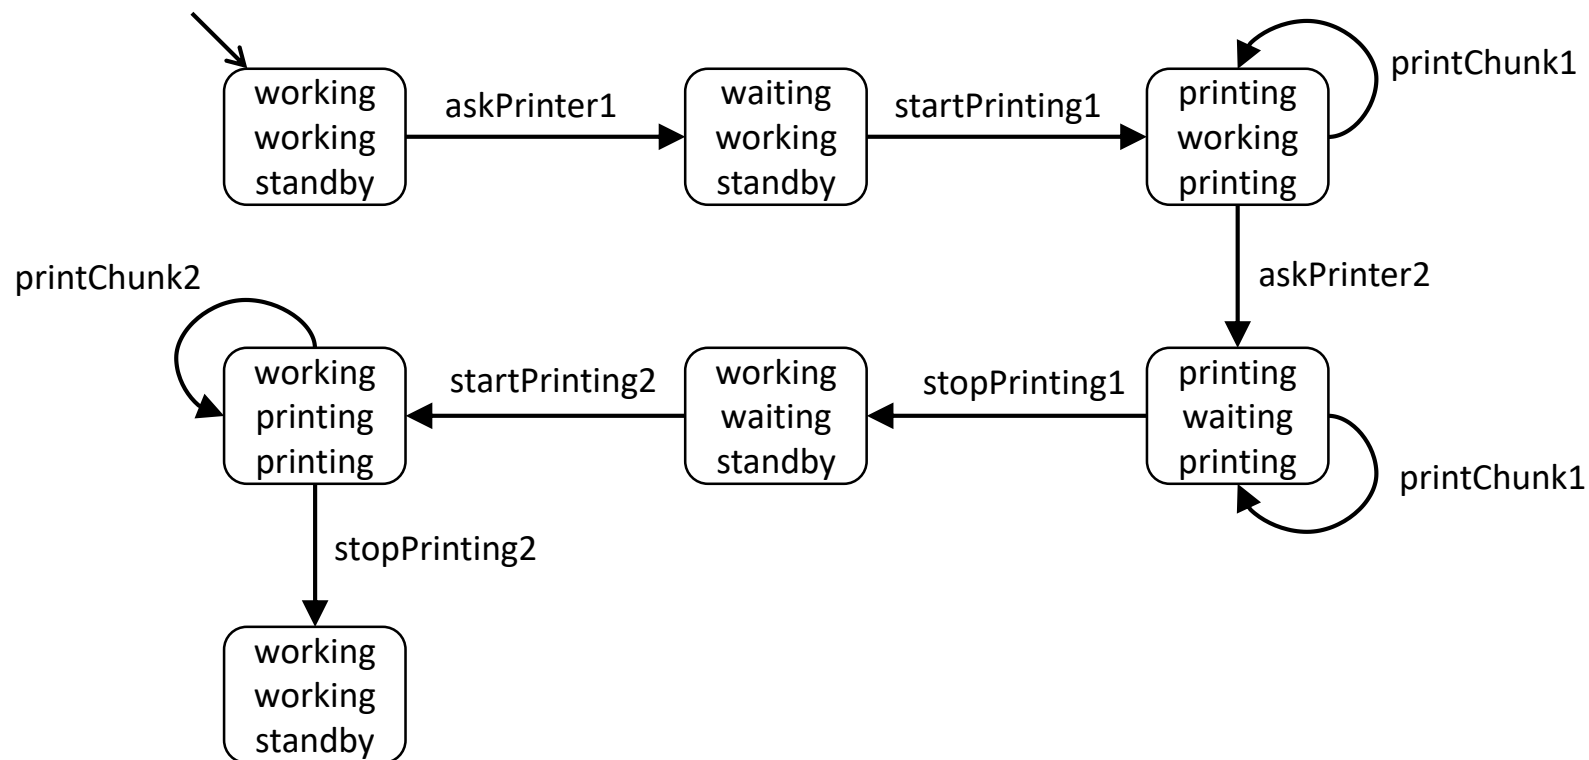 working
working
standby
askPrinter1
waiting
working
standby
startPrinting1
printing
working
printing
printChunk1
askPrinter2
printing
waiting
printing
printChunk1
stopPrinting1
working
waiting
standby
startPrinting2
working
printing
printing
printChunk2
stopPrinting2
working
working
standby